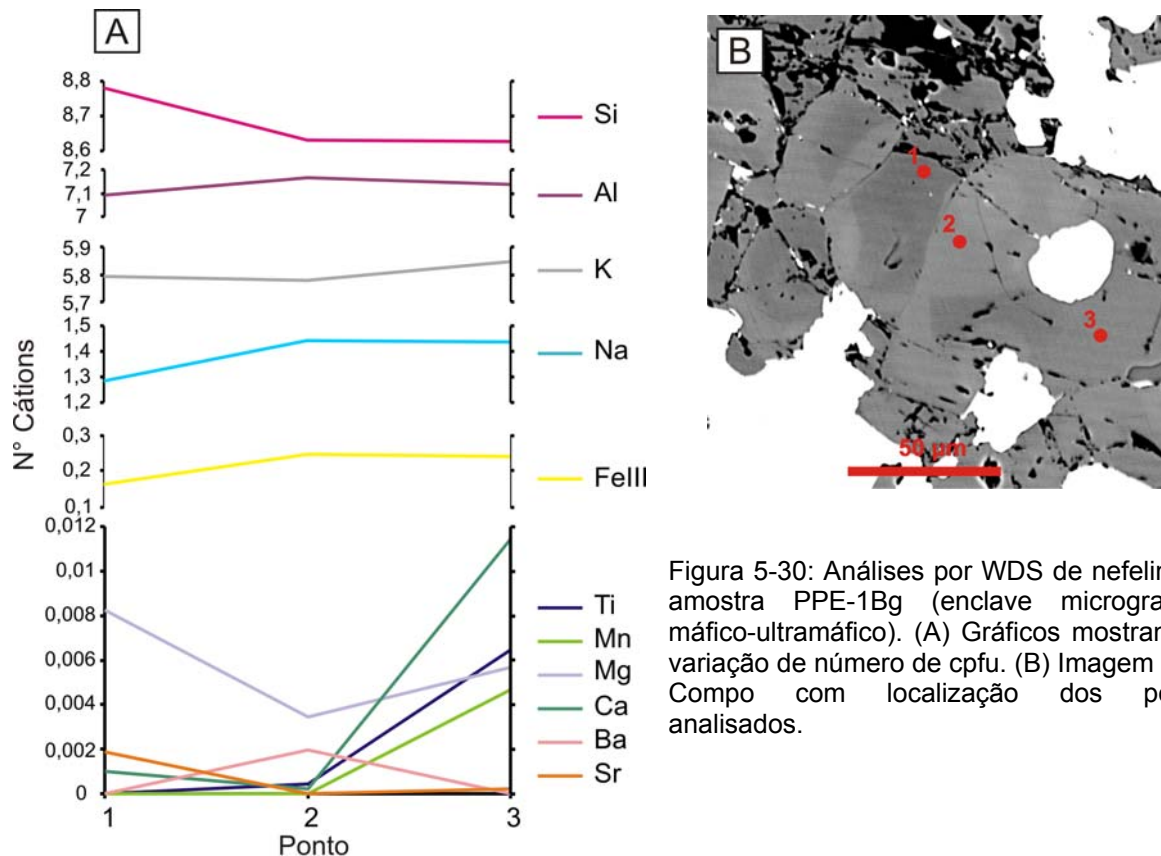 A
8,8
8,7
8,6
Si
7,2
7,1
7
Al
5,9
5,8
5,7
K
1,5
1,4
1,3
1,2
Na
0,3
0,2
0,1
FeIII
0,012
0,01
0,008
0,006
0,004
0,002
0
Ti
Mn
Mg
Ca
Ba
Sr
1
2
3
Ponto
N° Cátions
B
1
2
3
50 µm
Figura 5-30: Análises por WDS de nefelin
amostra PPE-1Bg (enclave microgra
máfico-ultramáfico). (A) Gráficos mostran
variação de número de cpfu. (B) Imagem
Compo com localização dos po
analisados.